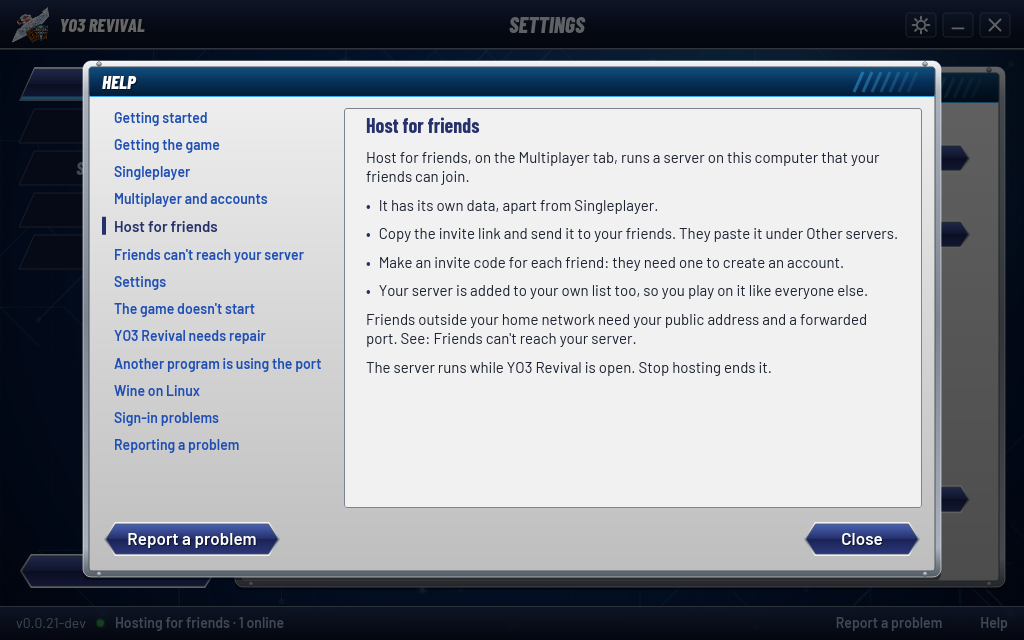 YO3 REVIVAL
SETTINGS
HELP
Getting started
Getting the game
Singleplayer
Multiplayer and accounts
Host for friends
Friends can't reach your server
Settings
The game doesn't start
YO3 Revival needs repair
Another program is using the port
Wine on Linux
Sign-in problems
Reporting a problem
Host for friends
Host for friends, on the Multiplayer tab, runs a server on this computer that your
friends can join.
• It has its own data, apart from Singleplayer.
• Copy the invite link and send it to your friends. They paste it under Other servers.
• Make an invite code for each friend: they need one to create an account.
• Your server is added to your own list too, so you play on it like everyone else.
Friends outside your home network need your public address and a forwarded
port. See: Friends can't reach your server.
The server runs while YO3 Revival is open. Stop hosting ends it.
Report a problem
Close
v0.0.21-dev
Hosting for friends · 1 online
Report a problem
Help